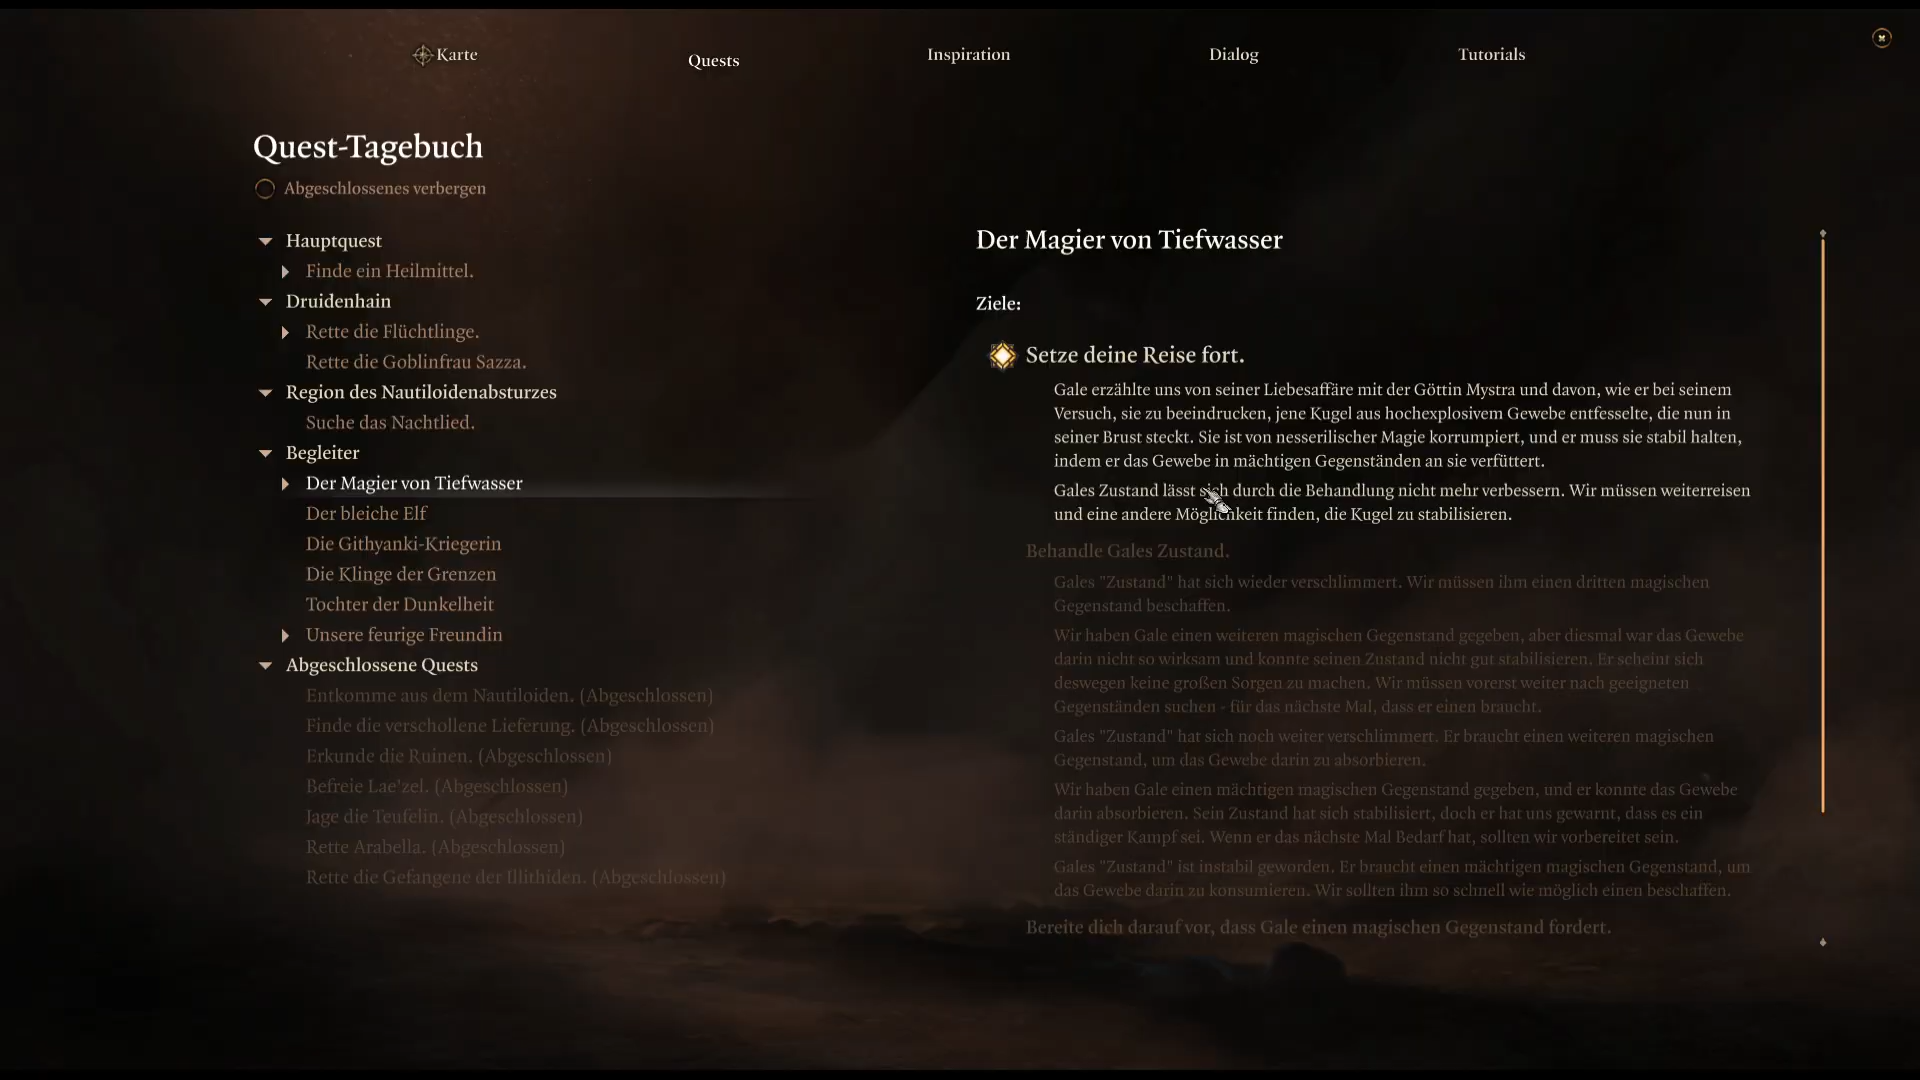 Karte
Quests
Inspiration
Dialog
Tutorials
Quest-Tagebuch
Abgeschlossenes verbergen
Hauptquest
Finde ein Heilmittel.
Druidenhain
Rette die Flüchtlinge.
Rette die Goblinfrau Sazza.
Region des Nautiloidenabsturzes
Suche das Nachtlied.
Begleiter
Der Magier von Tiefwasser
Der bleiche Elf
Die Githyanki-Kriegerin
Die Klinge der Grenzen
Tochter der Dunkelheit
Unsere feurige Freundin
Abgeschlossene Quests
Entkomme aus dem Nautiloiden. (Abgeschlossen)
Finde die verschollene Lieferung. (Abgeschlossen)
Erkunde die Ruinen. (Abgeschlossen)
Befreie Lae'zel. (Abgeschlossen)
Jage die Teufelin. (Abgeschlossen)
Rette Arabella. (Abgeschlossen)
Rette die Gefangene der Illithiden. (Abgeschlossen)
Der Magier von Tiefwasser
Ziele:
Setze deine Reise fort.
Gale erzählte uns von seiner Liebesaffäre mit der Göttin Mystra und davon, wie er bei seinem
Versuch, sie zu beeindrucken, jene Kugel aus hochexplosivem Gewebe entfesselte, die nun in
seiner Brust steckt. Sie ist von nesserilischer Magie korrumpiert, und er muss sie stabil halten,
indem er das Gewebe in mächtigen Gegenständen an sie verfüttert.
Gales Zustand lässt sich durch die Behandlung nicht mehr verbessern. Wir müssen weiterreisen
und eine andere Möglichkeit finden, die Kugel zu stabilisieren.
Behandle Gales Zustand.
Gales "Zustand" hat sich wieder verschlimmert. Wir müssen ihm einen dritten magischen
Gegenstand beschaffen.
Wir haben Gale einen weiteren magischen Gegenstand gegeben, aber diesmal war das Gewebe
darin nicht so wirksam und konnte seinen Zustand nicht gut stabilisieren. Er scheint sich
deswegen keine großen Sorgen zu machen. Wir müssen vorerst weiter nach geeigneten
Gegenständen suchen - für das nächste Mal, dass er einen braucht.
Gales "Zustand" hat sich noch weiter verschlimmert. Er braucht einen weiteren magischen
Gegenstand, um das Gewebe darin zu absorbieren.
Wir haben Gale einen mächtigen magischen Gegenstand gegeben, und er konnte das Gewebe
darin absorbieren. Sein Zustand hat sich stabilisiert, doch er hat uns gewarnt, dass es ein
ständiger Kampf sei. Wenn er das nächste Mal Bedarf hat, sollten wir vorbereitet sein.
Gales "Zustand" ist instabil geworden. Er braucht einen mächtigen magischen Gegenstand, um
das Gewebe darin zu konsumieren. Wir sollten ihm so schnell wie möglich einen beschaffen.
Bereite dich darauf vor, dass Gale einen magischen Gegenstand fordert.